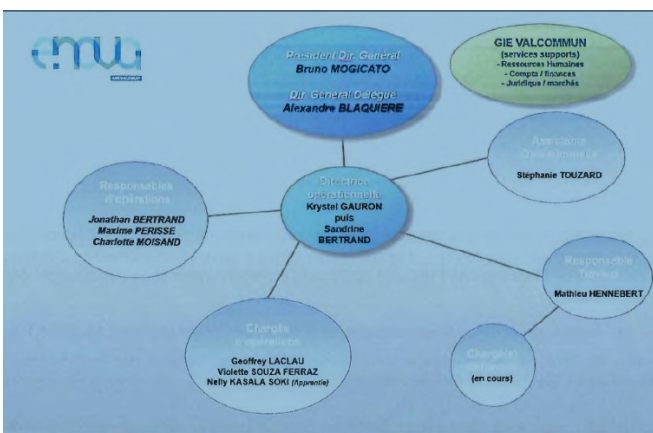 Président Dir. Général
Bruno MOGICATO
Dir. Général Délégué
Alexandre BLAQUIERE
GIE VALCOMMUN
(services supports)
- Ressources Humaines
- Compta / finances
- Juridique / marchés
Assistante
Opérationnelle
Stéphanie TOUZARD
Responsables
d'opérations
Jonathan BERTRAND
Maxime PERISSE
Charlotte MOISAND
Directrice
opérationnelle
Krystel GAURON
puis
Sandrine
BERTRAND
Responsable
Travaux
Mathieu HENNEBERT
Chargés
d'opérations
Geoffrey LACLAU
Violette SOUZA FERRAZ
Nelly KASALA SOKI (Apprentie)
(en cours)